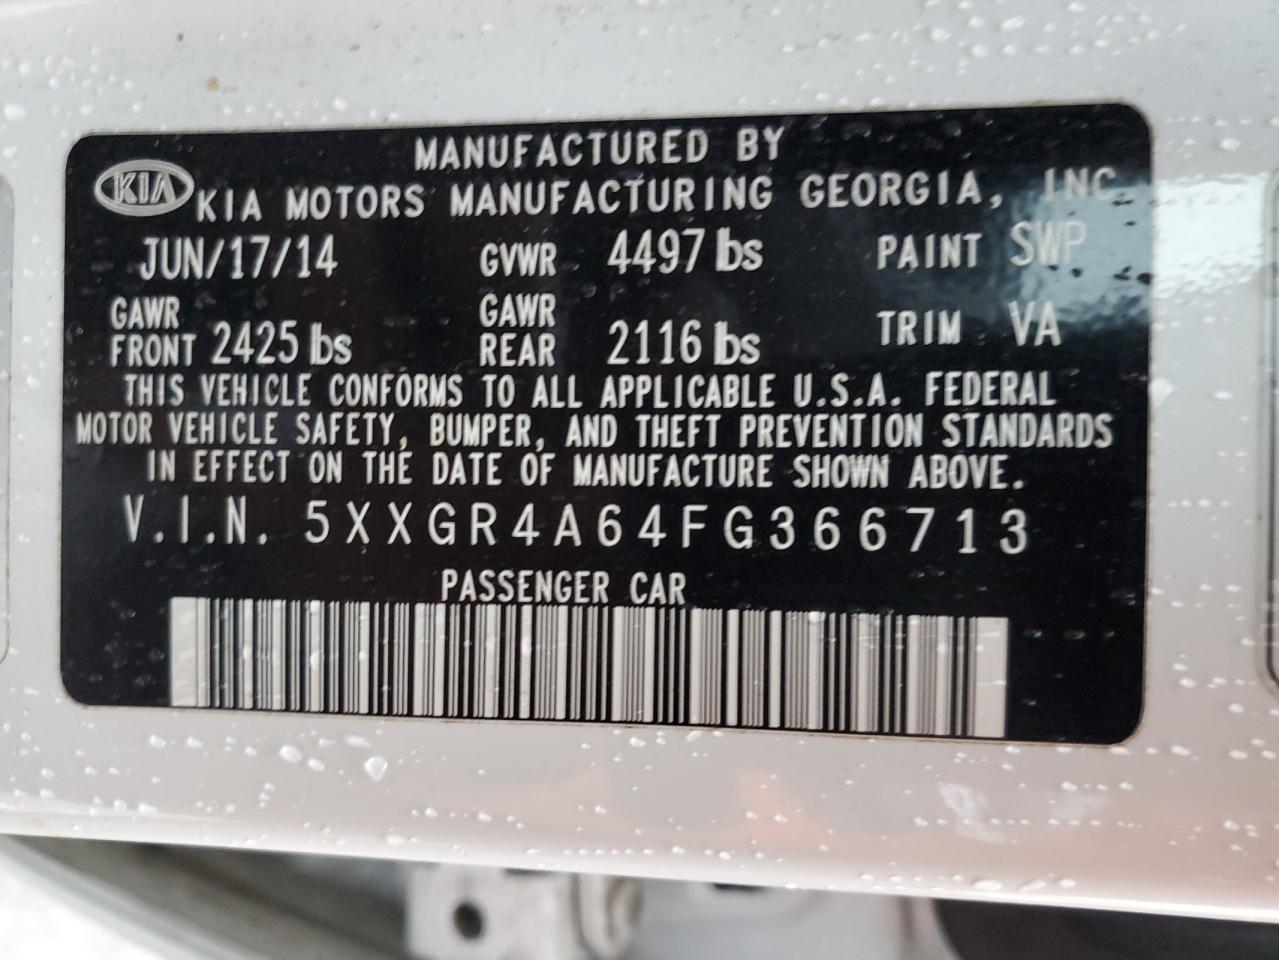 MANUFACTURED BY
KIA KIA MOTORS MANUFACTURING GEORGIA, INC.
JUN/17/14 GVWR 4497 lbs PAINT SWP
GAWR FRONT 2425 lbs GAWR REAR 2116 lbs TRIM VA
THIS VEHICLE CONFORMS TO ALL APPLICABLE U.S.A. FEDERAL
MOTOR VEHICLE SAFETY, BUMPER, AND THEFT PREVENTION STANDARDS
IN EFFECT ON THE DATE OF MANUFACTURE SHOWN ABOVE.
V.I.N. 5XXGR4A64FG366713
PASSENGER CAR